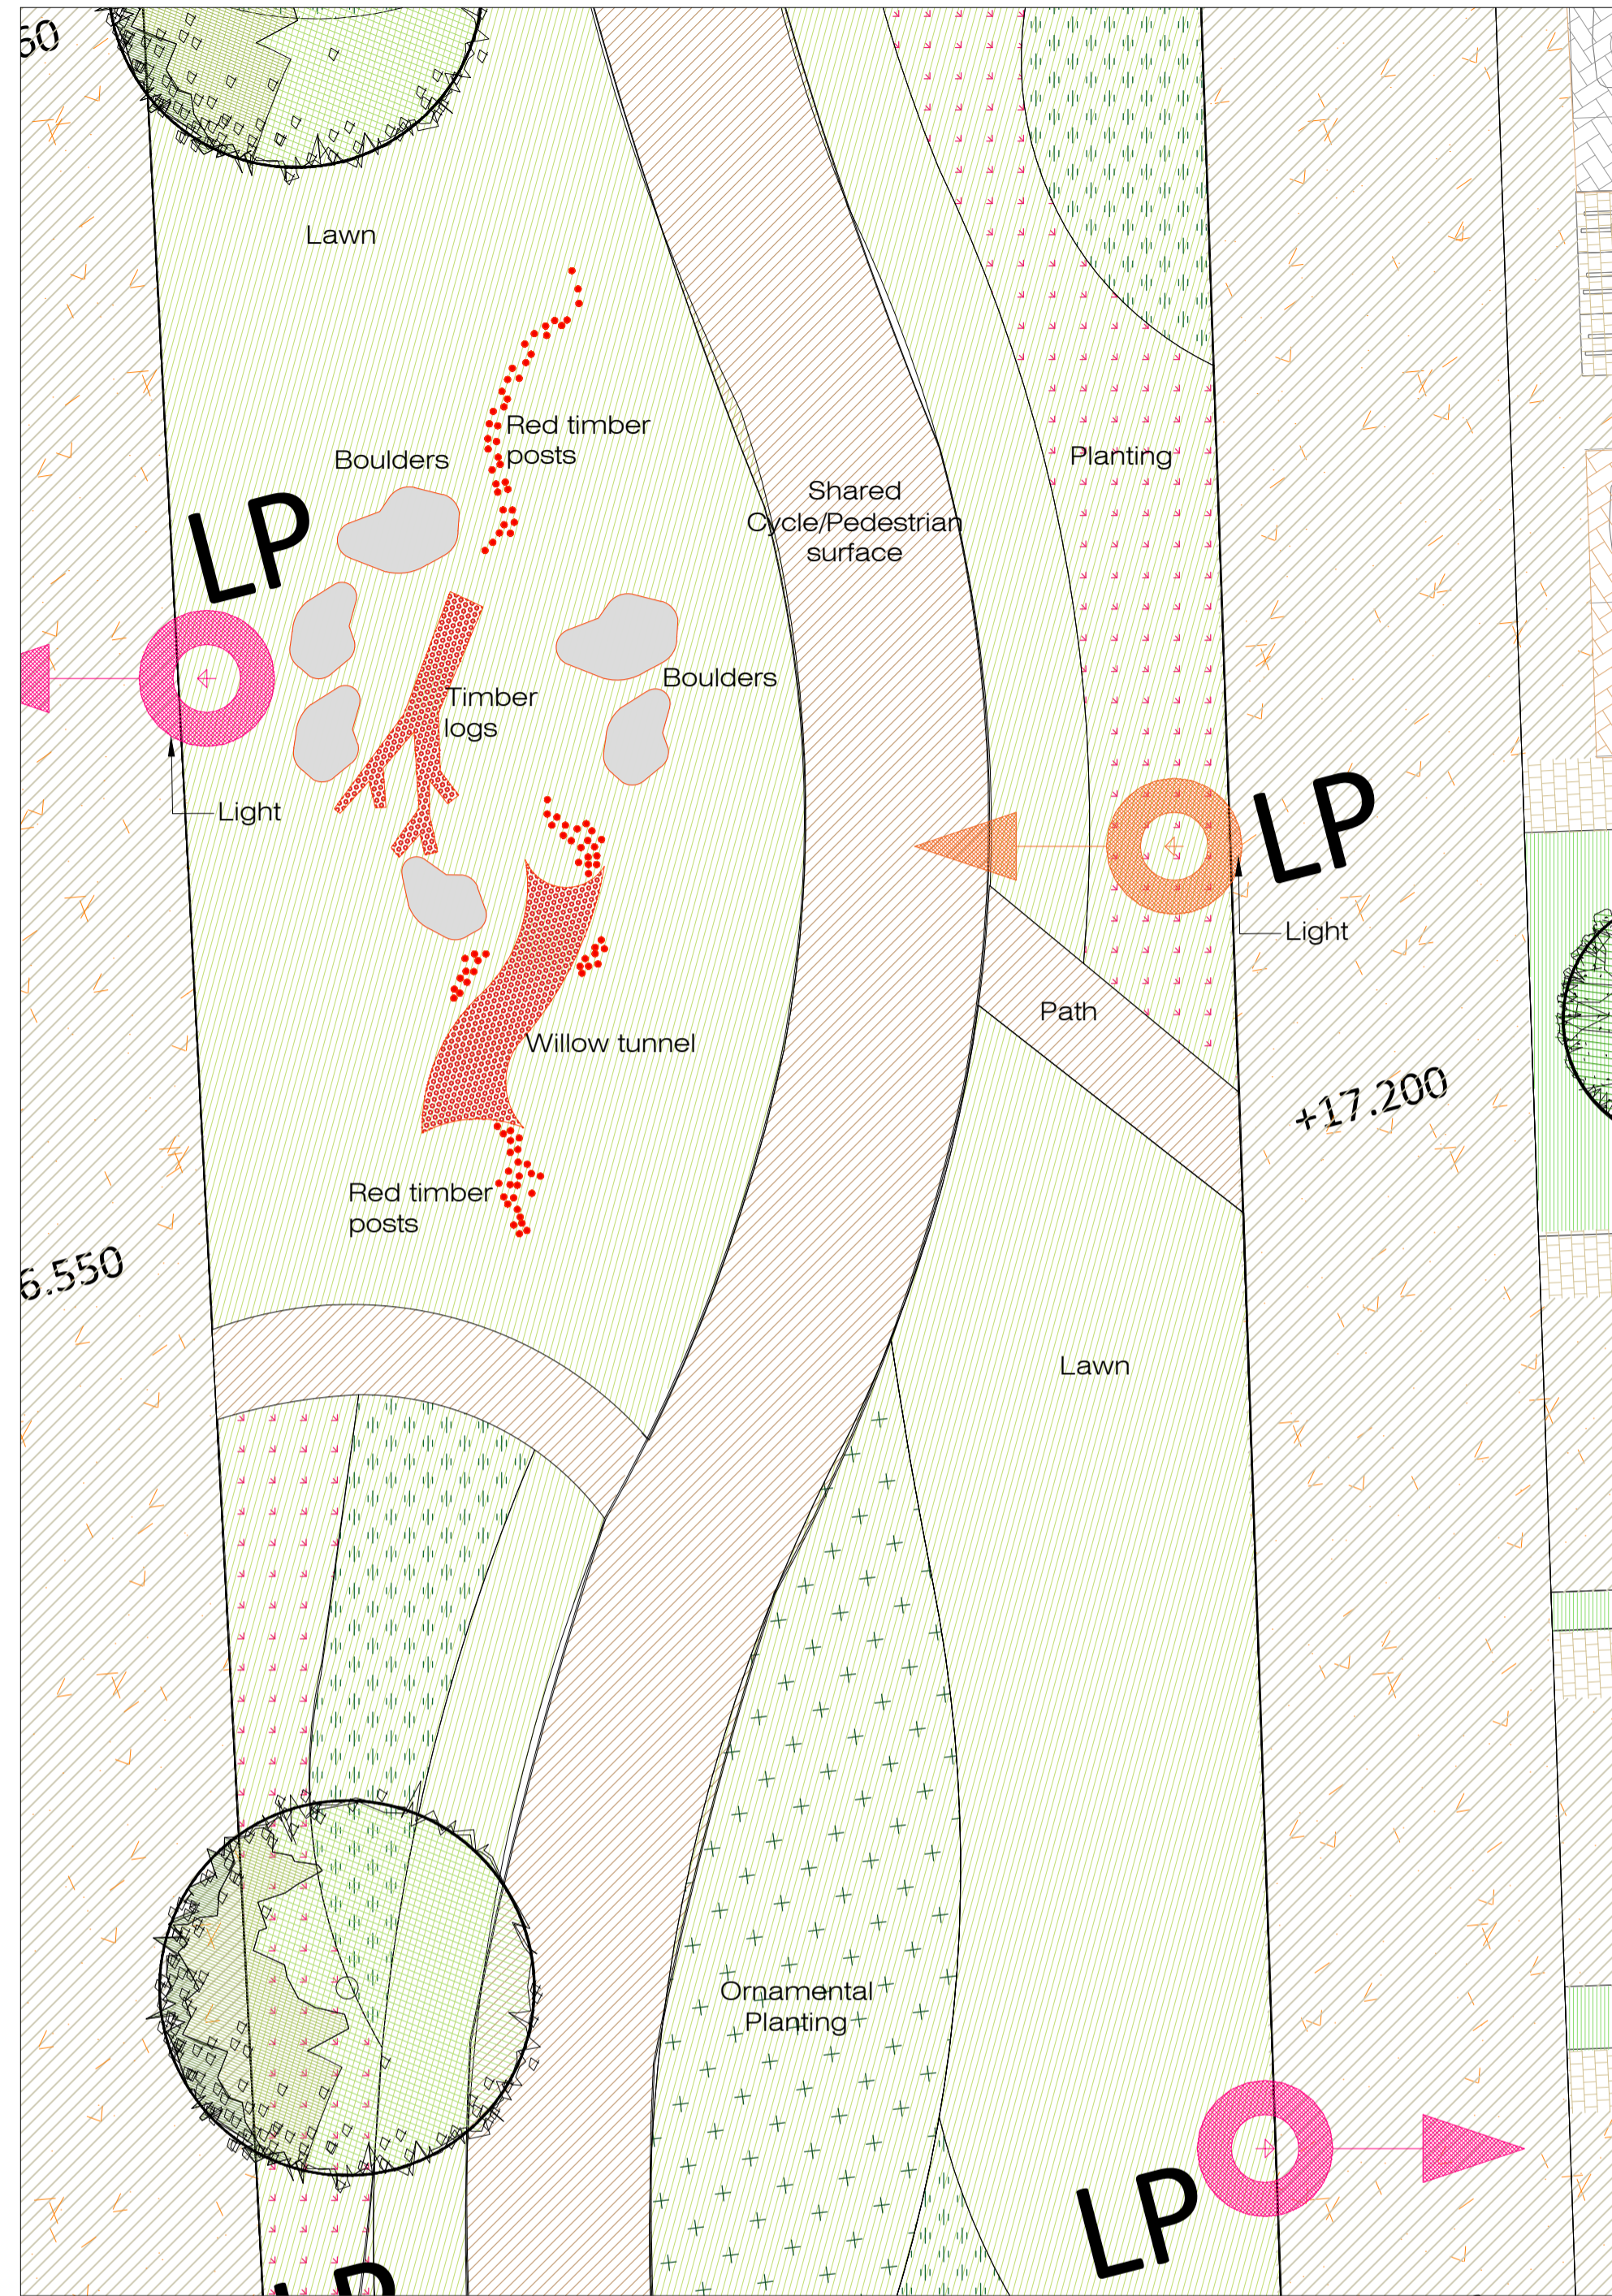 60
Lawn
Red timber
posts
Boulders
Planting
Shared
Cycle/Pedestrian
surface
LP
Boulders
Timber
logs
Light
LP
Light
Path
Willow tunnel
+17.200
Red timber
posts
6.550
Lawn
Ornamental
Planting
LP
LP